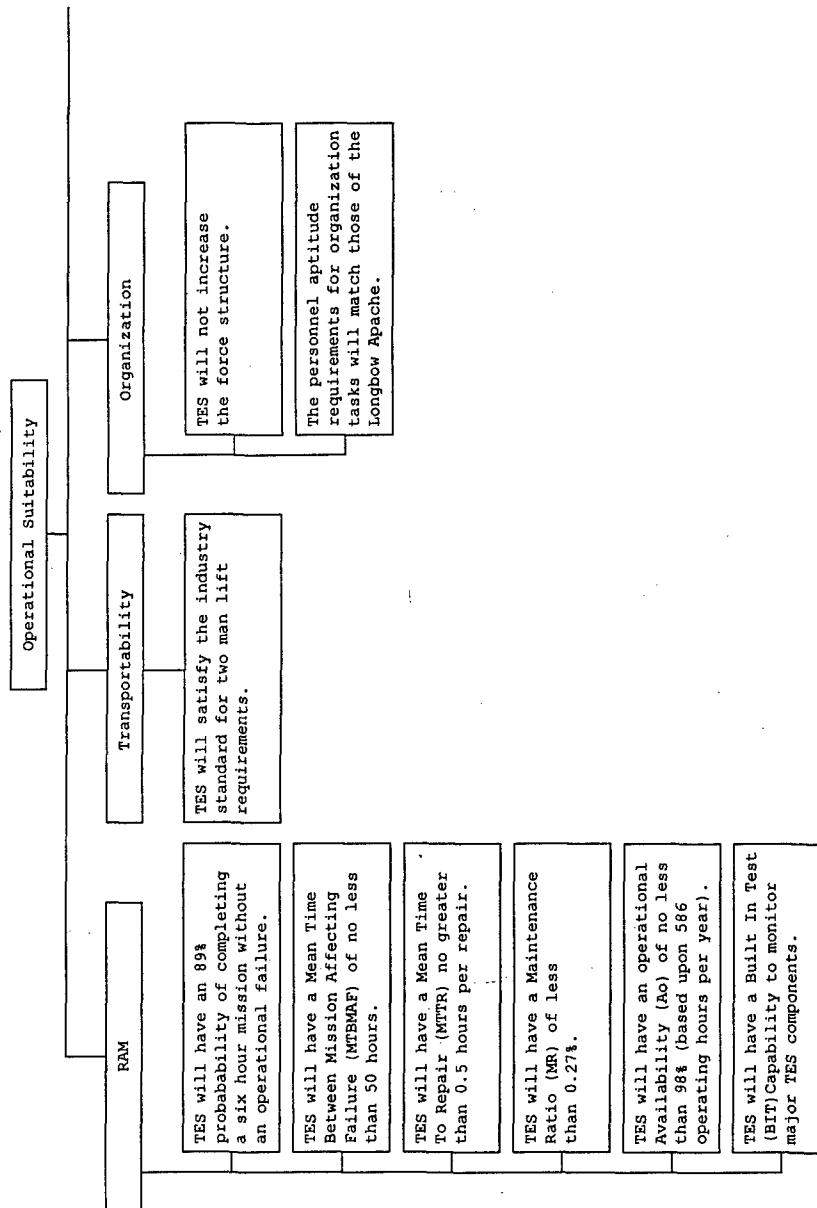 Operational Suitability
RAM
TES will have an 89%
probabability of completing
a six hour mission without
an operational failure.
TES will have a Mean Time
Between Mission Affecting
Failure (MTBMAF) of no less
than 50 hours.
TES will have a Mean Time
To Repair (MTTR) no greater
than 0.5 hours per repair.
TES will have a Maintenance
Ratio (MR) of less
than 0.27%.
TES will have an operational
Availability (Ao) of no less
than 98% (based upon 586
operating hours per year).
TES will have a Built In Test
(BIT)Capability to monitor
major TES components.
Transportability
TES will satisfy the industry
standard for two man lift
requirements.
Organization
TES will not increase
the force structure.
The personnel aptitude
requirements for organization
tasks will match those of the
Longbow Apache.